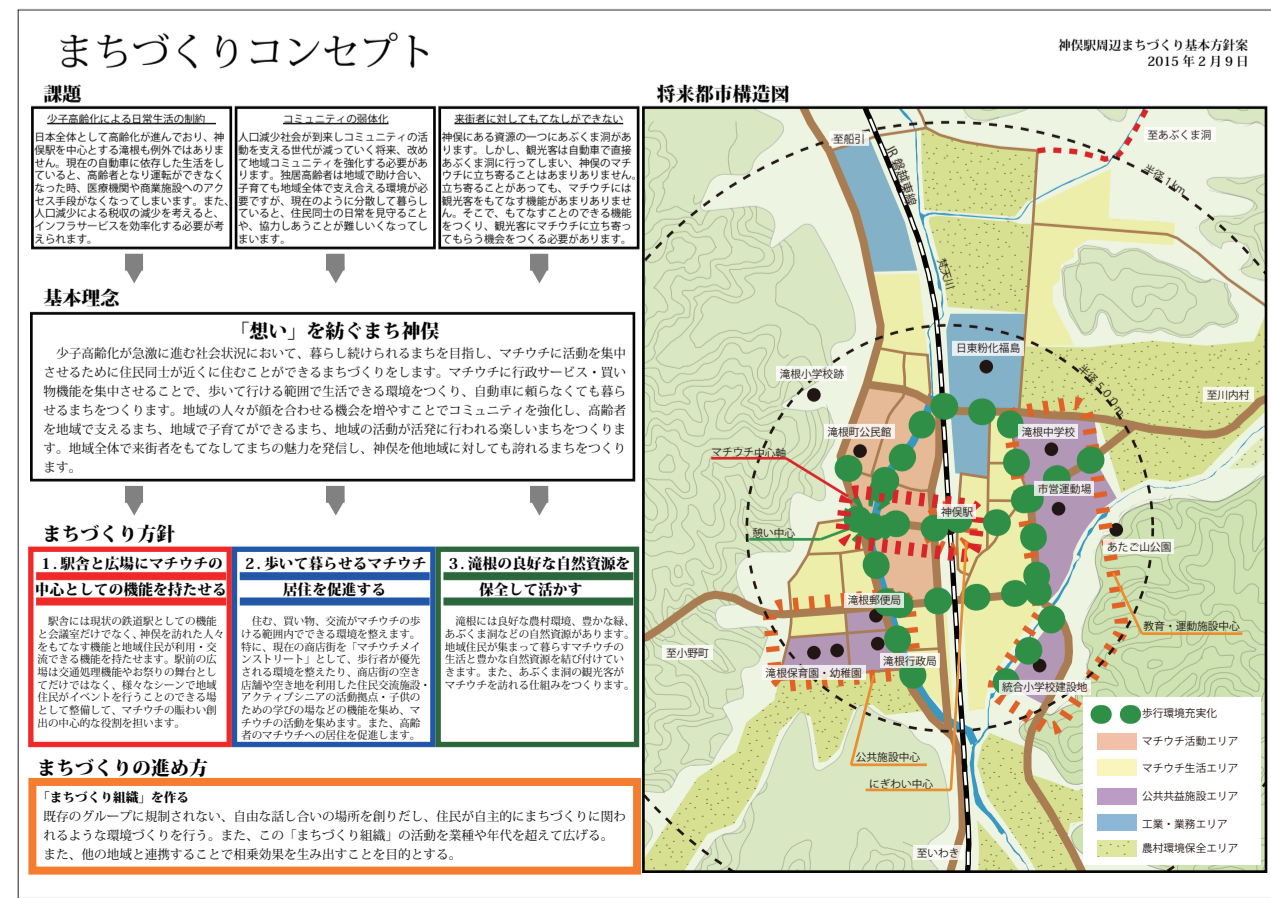 まちづくりコンセプト
神俣駅周辺まちづくり基本方針案
2015年2月9日
課題
少子高齢化による日常生活の制約
日本全体として高齢化が進んでおり、神
俣駅を中心とする滝根も例外ではありま
せん。現在の自動車に依存した生活をし
ていると、高齢者となり運転ができなく
なった時、医療機関や商業施設へのアク
セス手段がなくなってしまいます。また、
人口減少による税収の減少を考えると、
インフラサービスを効率化する必要が考
えられます。
コミュニティの弱体化
人口減少社会が到来しコミュニティの活
動を支える世代が減っていく将来、改め
て地域コミュニティを強化する必要があ
ります。独居高齢者は地域で助け合い、
子育ても地域全体で支え合える環境が必
要ですが、現在のように分散して暮らし
ていると、住民同士の日常を見守ること
や、協力しあうことが難しいくなってし
まいます。
来街者に対してもてなしができない
神俣にある資源の一つにあぶくま洞があ
ります。しかし、観光客は自動車で直接
あぶくま洞に行ってしまい、神俣のマチ
ウチに立ち寄ることはあまりありません。
立ち寄ることがあっても、マチウチには
観光客をもてなす機能があまりありませ
ん。そこで、もてなすことのできる機能
をつくり、観光客にマチウチに立ち寄っ
てもらう機会をつくる必要があります。
基本理念
「想い」を紡ぐまち神俣
少子高齢化が急激に進む社会状況において、暮らし続けられるまちを目指し、マチウチに活動を集中
させるために住民同士が近くに住むことができるまちづくりをします。マチウチに行政サービス・買い
物機能を集中させることで、歩いて行ける範囲で生活できる環境をつくり、自動車に頼らなくても暮ら
せるまちをつくります。地域の人々が顔を合わせる機会を増やすことでコミュニティを強化し、高齢者
を地域で支えるまち、地域で子育てができるまち、地域の活動が活発に行われる楽しいまちをつくりま
す。地域全体で来街者をもてなしてまちの魅力を発信し、神俣を他地域に対しても誇れるまちをつくり
ます。
まちづくり方針
1.駅舎と広場にマチウチの
中心としての機能を持たせる
駅舎には現状の鉄道駅としての機能
と会議室だけでなく、神俣を訪れた人々
をもてなす機能と地域住民が利用・交
流できる機能を持たせます。駅前の広
場は交通処理機能やお祭りの舞台とし
てだけではなく、様々なシーンで地域
住民がイベントを行うことのできる場
として整備して、マチウチの賑わい創
出の中心的な役割を担います。
2.歩いて暮らせるマチウチ
居住を促進する
住む、買い物、交流がマチウチの歩
ける範囲内でできる環境を整えます。
特に、現在の商店街を「マチウチメイ
ンストリート」として、歩行者が優先
される環境を整えたり、商店街の空き
店舗や空き地を利用した住民交流施設・
アクティブシニアの活動拠点・子供の
ための学びの場などの機能を集め、マ
チウチの活動を集めます。また、高齢
者のマチウチへの居住を促進します。
3.滝根の良好な自然資源を
保全して活かす
滝根には良好な農村環境、豊かな緑、
あぶくま洞などの自然資源があります。
地域住民が集まって暮らすマチウチの
生活と豊かな自然資源を結び付けてい
きます。また、あぶくま洞の観光客が
マチウチを訪れる仕組みをつくります。
まちづくりの進め方
「まちづくり組織」を作る
既存のグループに規制されない、自由な話し合いの場所を創りだし、住民が自主的にまちづくりに関わ
れるような環境づくりを行う。また、この「まちづくり組織」の活動を業種や年代を超えて広げる。
また、他の地域と連携することで相乗効果を生み出すことを目的とする。
将来都市構造図
至船引
JR磐越東線
至あぶくま洞
半径1km
梵天川
日東粉化福島
滝根小学校跡
半径500m
至川内村
滝根町公民館
滝根中学校
マチウチ中心軸
市営運動場
神俣駅
憩い中心
あたご山公園
滝根郵便局
教育・運動施設中心
至小野町
滝根保育園・幼稚園
滝根行政局
統合小学校建設地
公共施設中心
にぎわい中心
至いわき
歩行環境充実化
マチウチ活動エリア
マチウチ生活エリア
公共共益施設エリア
工業・業務エリア
農村環境保全エリア